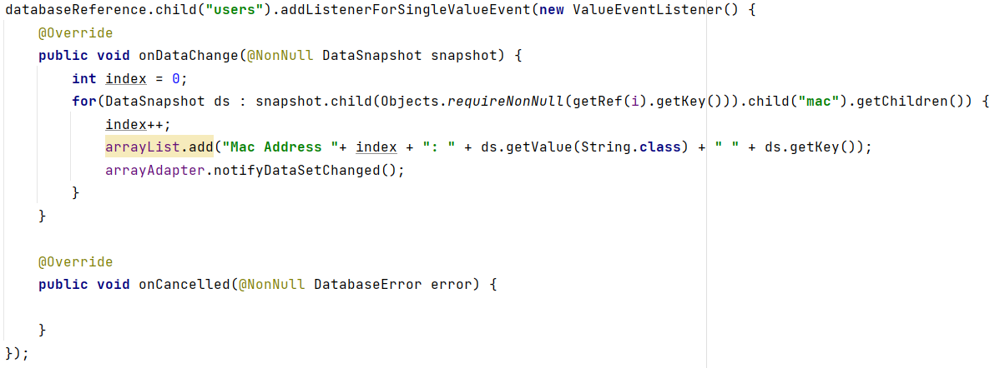 databaseReference.child("users").addListenerForSingleValueEvent(new ValueEventListener() {
    @Override
    public void onDataChange(@NonNull DataSnapshot snapshot) {
        int index = 0;
        for(DataSnapshot ds : snapshot.child(Objects.requireNonNull(getRef(i).getKey())).child("mac").getChildren()) {
            index++;
            arrayList.add("Mac Address "+ index + ": " + ds.getValue(String.class) + " " + ds.getKey());
            arrayAdapter.notifyDataSetChanged();
        }
    }

    @Override
    public void onCancelled(@NonNull DatabaseError error) {

    }
});